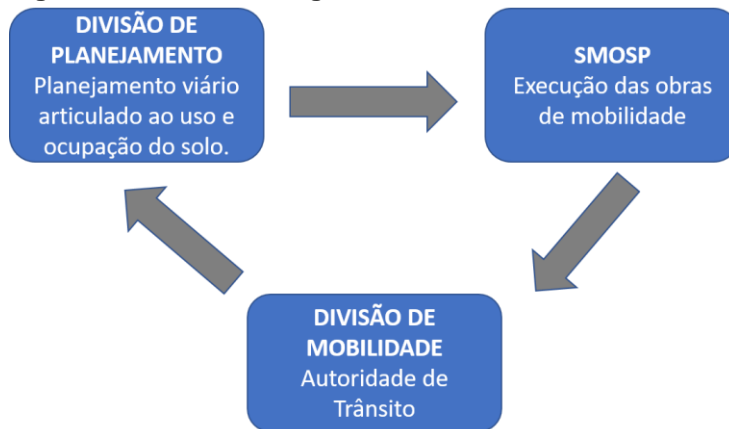 DIVISÃO DE
PLANEJAMENTO
Planejamento viário
articulado ao uso e
ocupação do solo.
SMOSP
Execução das obras
de mobilidade
DIVISÃO DE
MOBILIDADE
Autoridade de
Trânsito